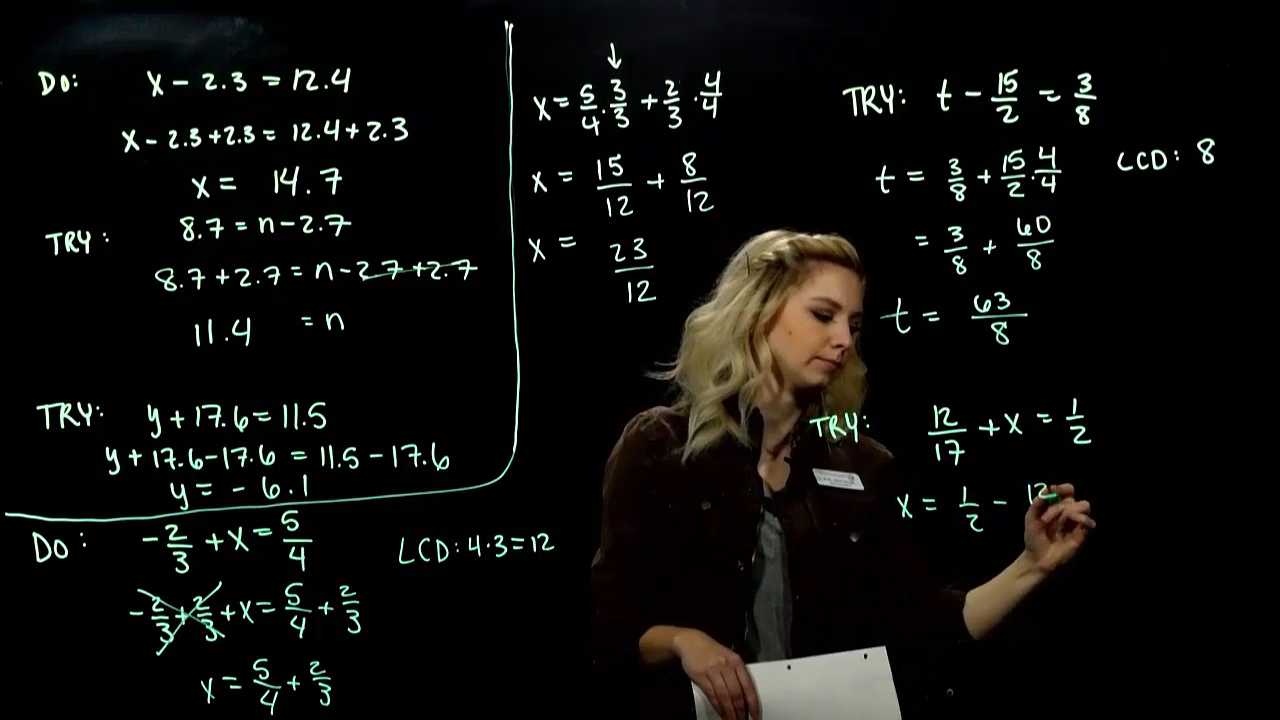 DO: x - 2.3 = 12.4
x - 2.3 + 2.3 = 12.4 + 2.3
x = 14.7
TRY: 8.7 = n - 2.7
8.7 + 2.7 = n - 2.7 + 2.7
11.4 = n
TRY: y + 17.6 = 11.5
y + 17.6 - 17.6 = 11.5 - 17.6
y = - 6.1
DO: -2/3 + x = 5/4
LCD: 4·3 = 12
-2/3 + 2/3 + x = 5/4 + 2/3
x = 5/4 + 2/3
↓
x = 5/4 · 3/3 + 2/3 · 4/4
x = 15/12 + 8/12
x = 23/12
TRY: t - 15/2 = 3/8
t = 3/8 + 15/2 · 4/4
LCD: 8
= 3/8 + 60/8
t = 63/8
TRY: 12/17 + x = 1/2
x = 1/2 - 12